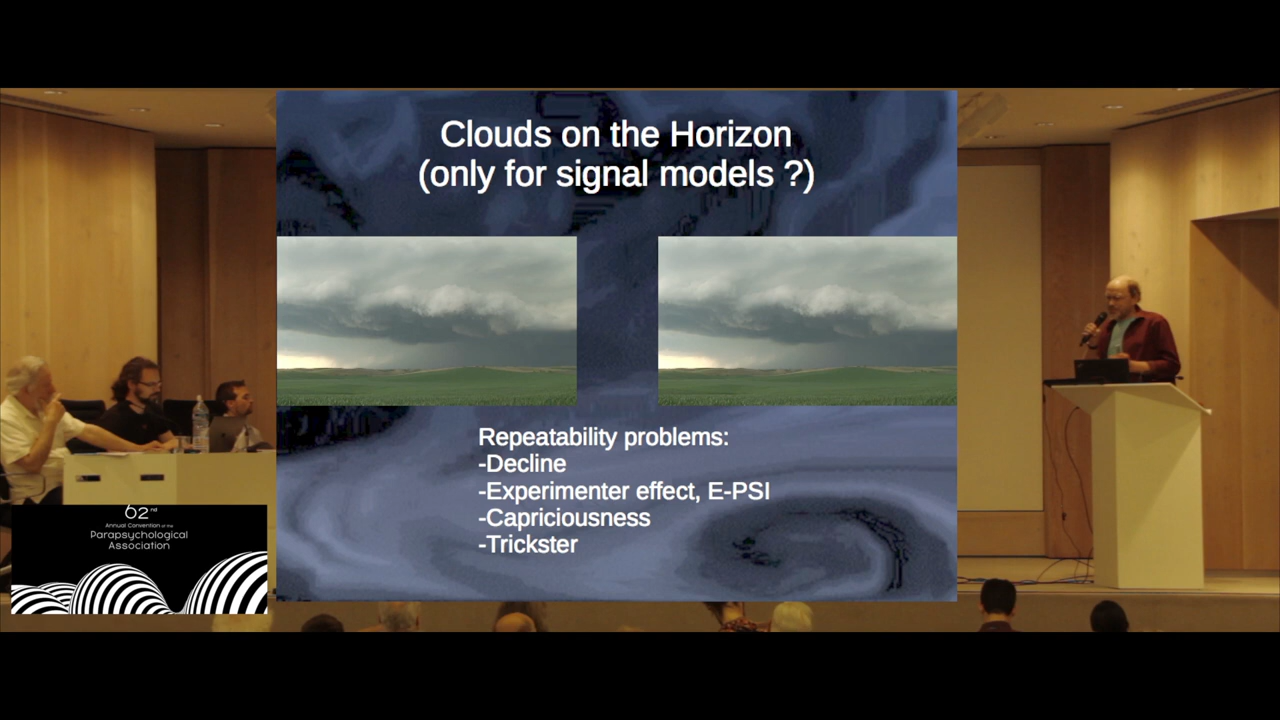 Clouds on the Horizon
(only for signal models ?)
Repeatability problems:
-Decline
-Experimenter effect, E-PSI
-Capriciousness
-Trickster
62nd
Annual Convention of the
Parapsychological
Association